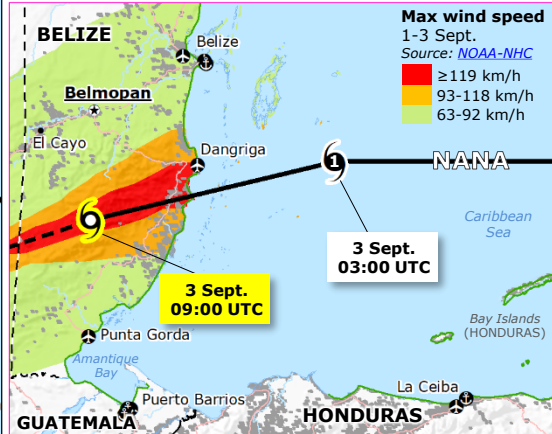 BELIZE
Belize
Max wind speed
1-3 Sept.
Source: NOAA-NHC
≥119 km/h
93-118 km/h
63-92 km/h
Belmopan
El Cayo
Dangriga
1
NANA
3 Sept.
03:00 UTC
Caribbean
Sea
3 Sept.
09:00 UTC
Bay Islands
(HONDURAS)
Punta Gorda
Amantique
Bay
Puerto Barrios
La Ceiba
GUATEMALA
HONDURAS